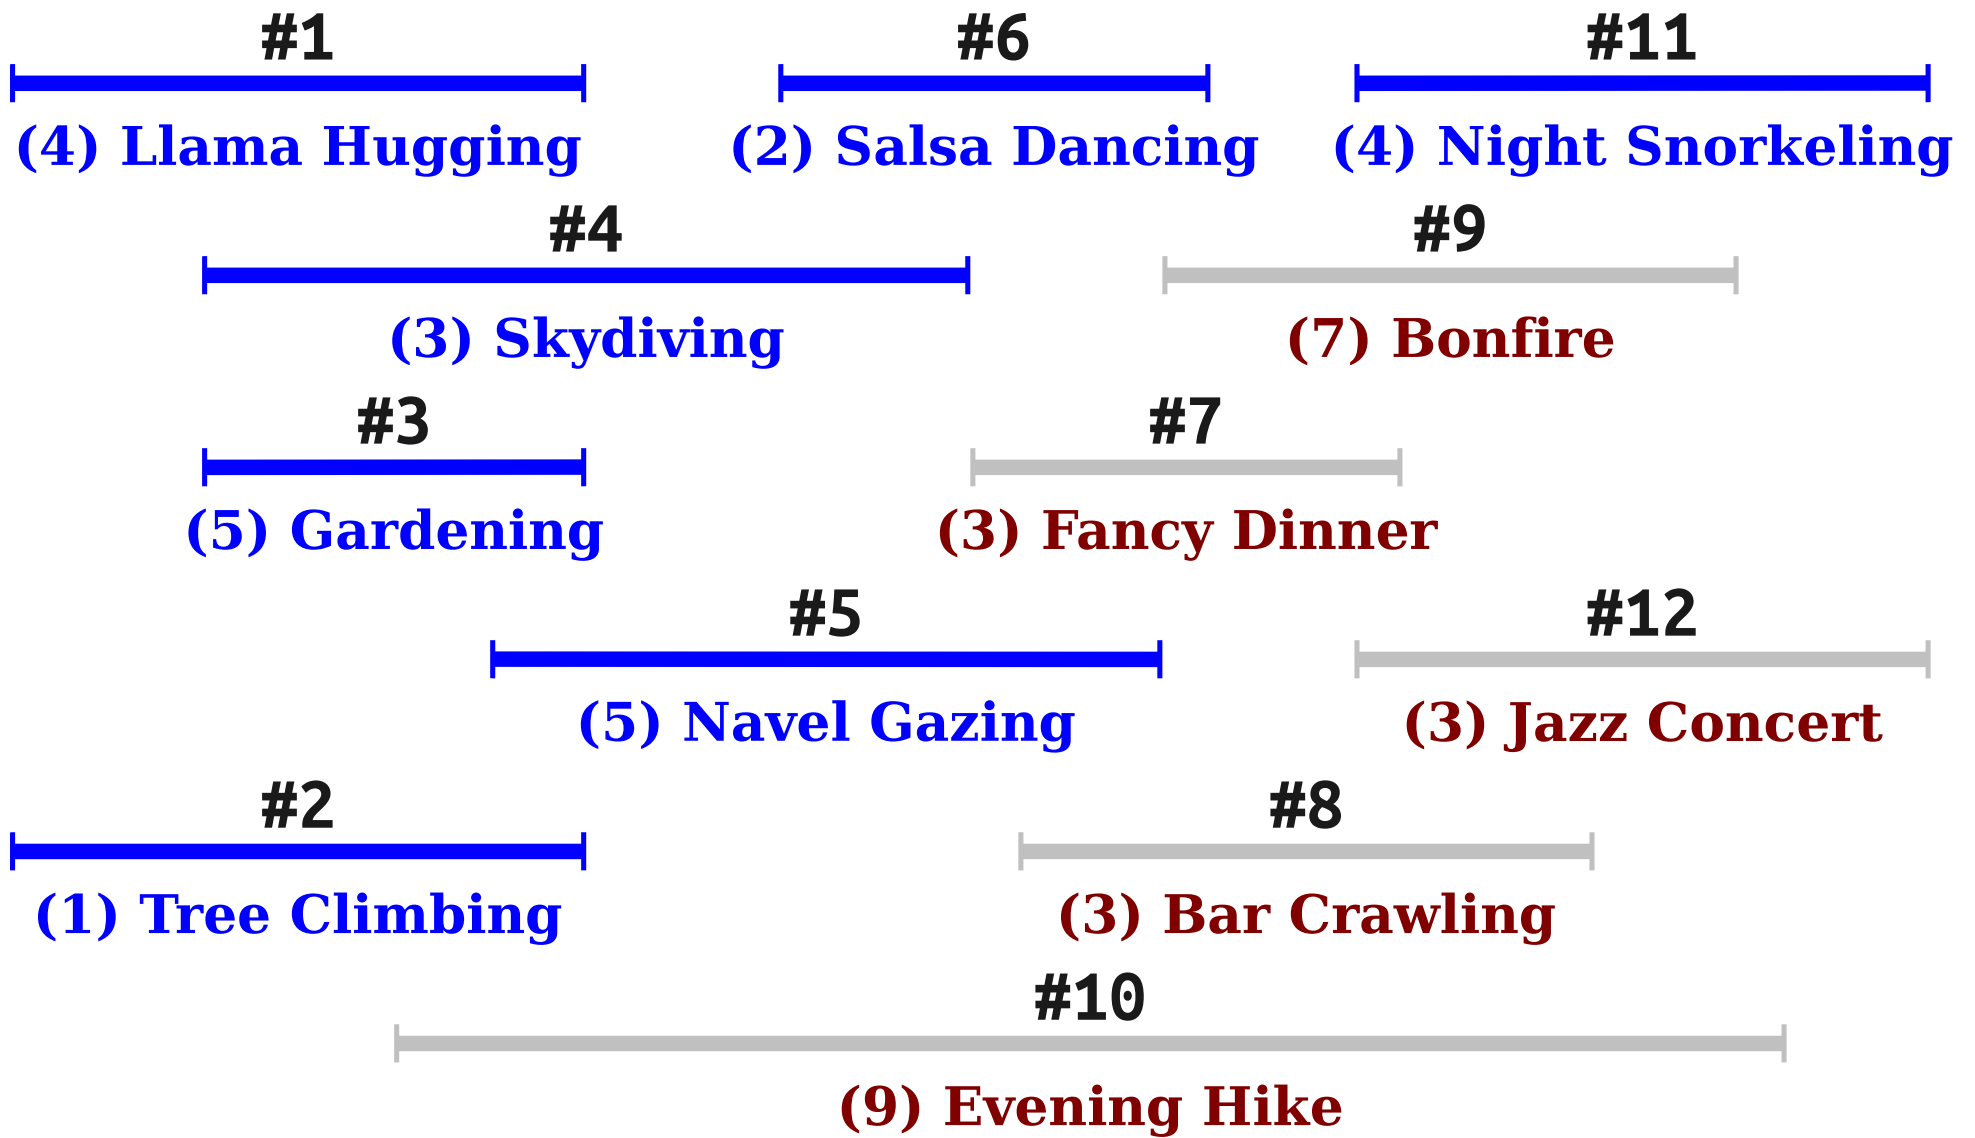 #1 #6 #11
(4) Llama Hugging (2) Salsa Dancing (4) Night Snorkeling
#4 #9
(3) Skydiving (7) Bonfire
#3 #7
(5) Gardening (3) Fancy Dinner
#5 #12
(5) Navel Gazing (3) Jazz Concert
#2 #8
(1) Tree Climbing (3) Bar Crawling
#10
(9) Evening Hike